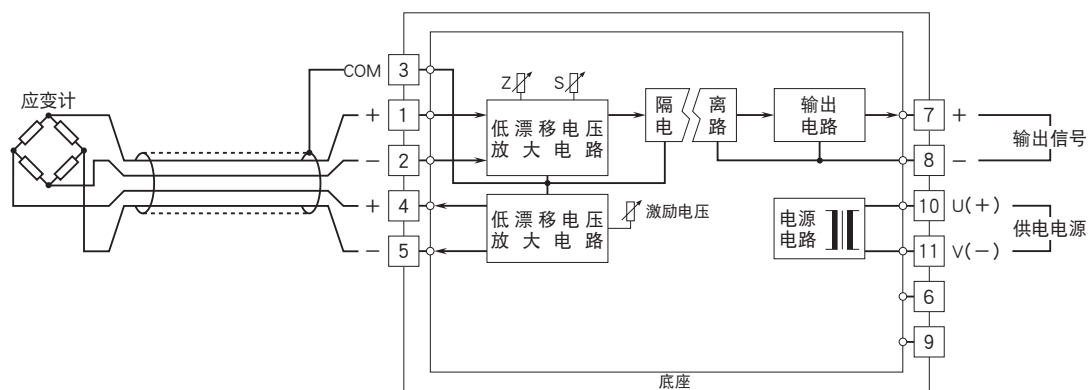 应变计
COM
3
+
1
−
2
+
4
−
5
Z
S
低漂移电压
放大电路
隔
电
离
路
输出
电路
低漂移电压
放大电路
激励电压
电源
电路
7
+
8
−
输出信号
10
U(+)
11
V(−)
供电电源
6
9
底座